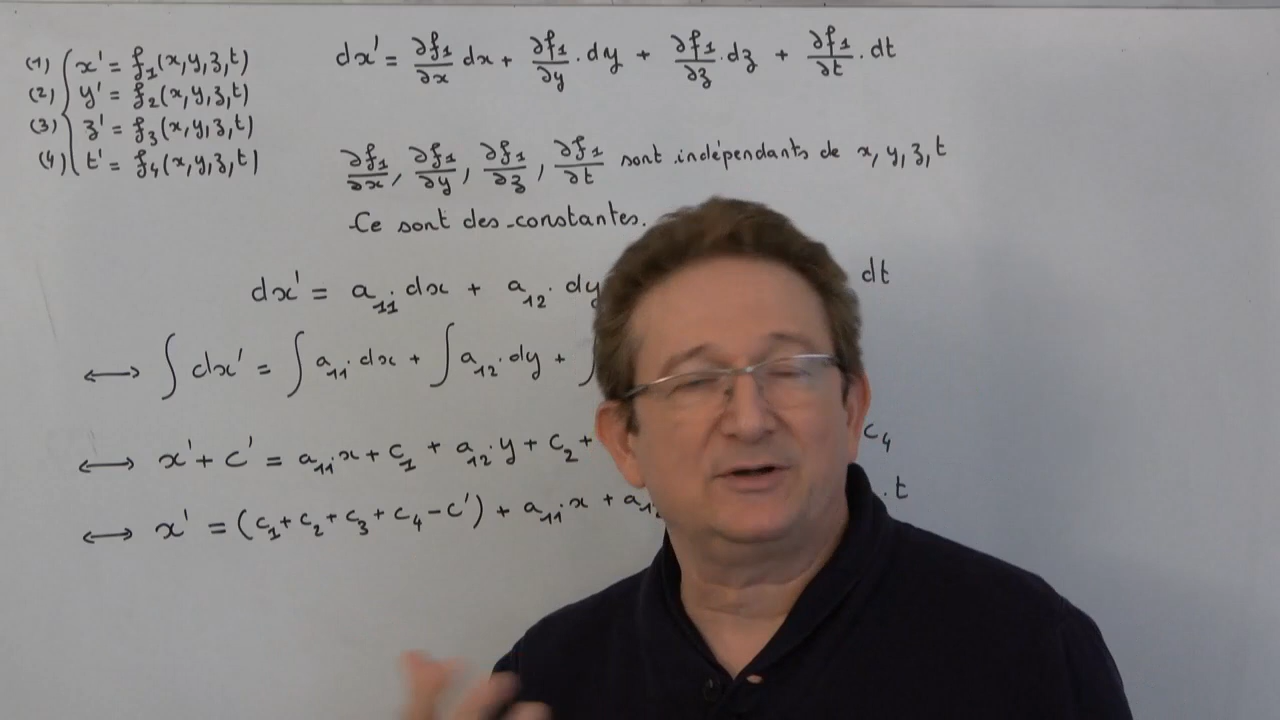 (1) x' = f₁(x,y,z,t)
(2) y' = f₂(x,y,z,t)
(3) z' = f₃(x,y,z,t)
(4) t' = f₄(x,y,z,t)
dx' = ∂f₁/∂x dx + ∂f₁/∂y . dy + ∂f₁/∂z . dz + ∂f₁/∂t . dt
∂f₁/∂x, ∂f₁/∂y, ∂f₁/∂z, ∂f₁/∂t sont indépendants de x, y, z, t
Ce sont des constantes.
dx' = a₁₁ . dx + a₁₂ . dy dt
⟷ ∫ dx' = ∫ a₁₁ . dx + ∫ a₁₂ . dy + ∫
⟷ x' + c' = a₁₁ . x + c₁ + a₁₂ . y + c₂ + c₄
⟷ x' = (c₁ + c₂ + c₃ + c₄ - c') + a₁₁ . x + a₁₂ . t